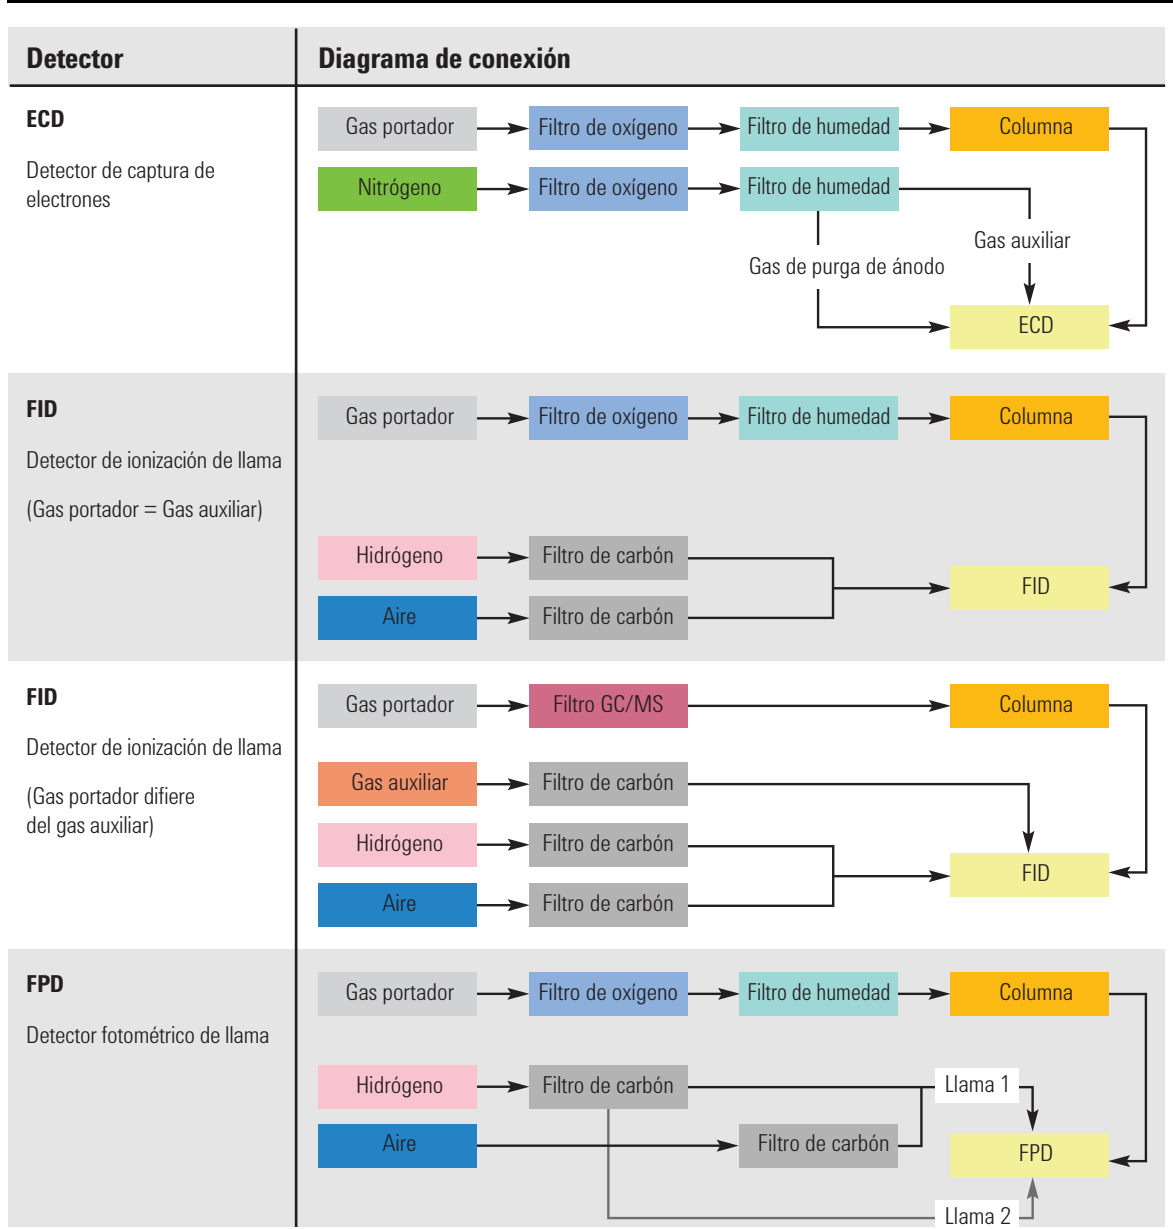 Detector
Diagrama de conexión
ECD
Detector de captura de
electrones
Gas portador
Filtro de oxígeno
Filtro de humedad
Columna
Nitrógeno
Filtro de oxígeno
Filtro de humedad
Gas auxiliar
Gas de purga de ánodo
ECD
FID
Detector de ionización de llama
(Gas portador = Gas auxiliar)
Gas portador
Filtro de oxígeno
Filtro de humedad
Columna
Hidrógeno
Filtro de carbón
FID
Aire
Filtro de carbón
FID
Detector de ionización de llama
(Gas portador difiere
del gas auxiliar)
Gas portador
Filtro GC/MS
Columna
Gas auxiliar
Filtro de carbón
Hidrógeno
Filtro de carbón
FID
Aire
Filtro de carbón
FPD
Detector fotométrico de llama
Gas portador
Filtro de oxígeno
Filtro de humedad
Columna
Hidrógeno
Filtro de carbón
Llama 1
Aire
Filtro de carbón
FPD
Llama 2